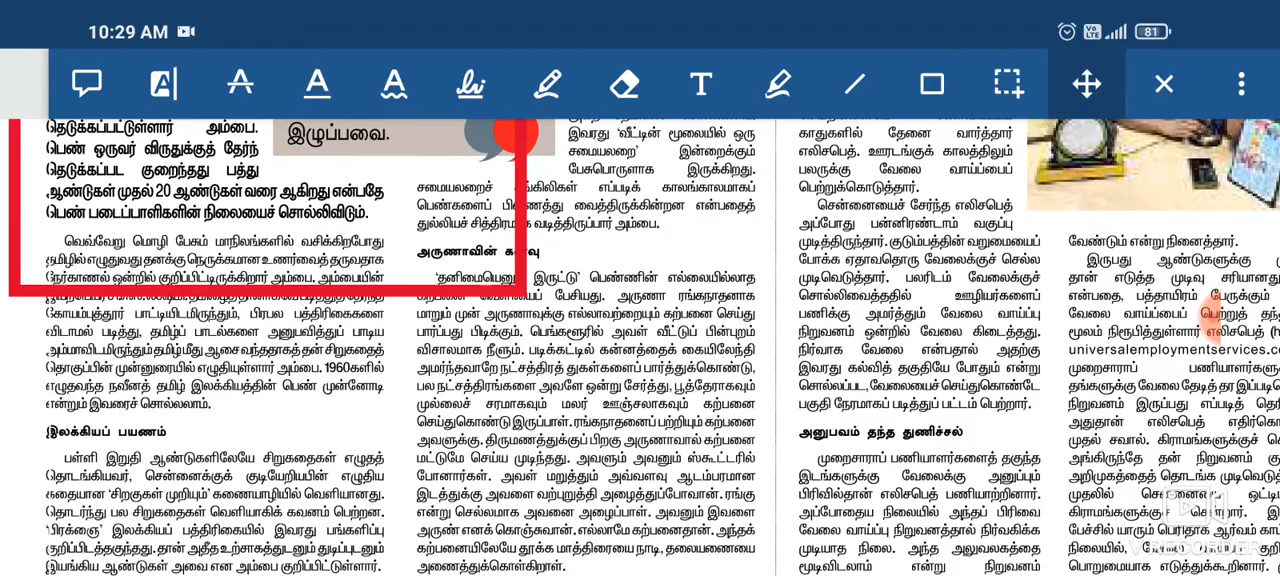 10:29 AM
81
தெடுக்கப்பட்டுள்ளார் அம்பை.
பெண் ஒருவர் விருதுக்குத் தேர்ந்
தெடுக்கப்பட குறைந்தது பத்து
ஆண்டுகள் முதல் 20 ஆண்டுகள் வரை ஆகிறது என்பதே
பெண் படைப்பாளிகளின் நிலையைச் சொல்லிவிடும்.
வெவ்வேறு மொழி பேசும் மாநிலங்களில் வசிக்கிறபோது
தமிழில் எழுதுவது தனக்கு நெருக்கமான உணர்வைத் தருவதாக
நேர்காணல் ஒன்றில் குறிப்பிட்டிருக்கிறார் அம்பை. அம்பையின்
கோயம்புத்தூர் பாட்டியிடமிருந்தும், பிரபல பத்திரிகைகளை
விடாமல் படித்து, தமிழ்ப் பாடல்களை அனுபவித்துப் பாடிய
அம்மாவிடமிருந்தும் தமிழ் மீது ஆசை வந்ததாகத் தன் சிறுகதைத்
தொகுப்பின் முன்னுரையில் எழுதியுள்ளார் அம்பை. 1960களில்
எழுதவந்த நவீனத் தமிழ் இலக்கியத்தின் பெண் முன்னோடி
என்றும் இவரைச் சொல்லலாம்.
இலக்கியப் பயணம்
பள்ளி இறுதி ஆண்டுகளிலேயே சிறுகதைகள் எழுதத்
தொடங்கியவர், சென்னைக்குக் குடியேறியபின் எழுதிய
கதையான 'சிறகுகள் முறியும்' கணையாழியில் வெளியானது.
தொடர்ந்து பல சிறுகதைகள் வெளியாகிக் கவனம் பெற்றன.
'பிரக்ஞை' இலக்கியப் பத்திரிகையில் இவரது பங்களிப்பு
குறிப்பிடத்தகுந்தது. தான் அதீத உற்சாகத்துடனும் துடிப்புடனும்
இயங்கிய ஆண்டுகள் அவை என அம்பை குறிப்பிட்டுள்ளார்.
இழுப்பவை.
இவரது 'வீட்டின் மூலையில் ஒரு
சமையலறை' இன்றைக்கும்
பேசுபொருளாக இருக்கிறது.
சமையலறைச் சங்கிலிகள் எப்படிக் காலங்காலமாகப்
பெண்களைப் பிணைத்து வைத்திருக்கின்றன என்பதைத்
துல்லியச் சித்திரமாக வடித்திருப்பார் அம்பை.
அருணாவின் கனவு
'தனிமையெனும் இருட்டு' பெண்ணின் எல்லையில்லாத
கற்பனை வெளியைப் பேசியது. அருணா ரங்கநாதனாக
மாறும் முன் அருணாவுக்கு எல்லாவற்றையும் கற்பனை செய்து
பார்ப்பது பிடிக்கும். பெங்களூரில் அவள் வீட்டுப் பின்புறம்
விசாலமாக நீளும். படிக்கட்டில் கன்னத்தைக் கையிலேந்தி
அமர்ந்தவாறே நட்சத்திரத் துகள்களைப் பார்த்துக்கொண்டு,
பல நட்சத்திரங்களை அவளே ஒன்று சேர்த்து, பூத்தேராகவும்
முல்லைச் சரமாகவும் மலர் ஊஞ்சலாகவும் கற்பனை
செய்துகொண்டு இருப்பாள். ரங்கநாதனைப் பற்றியும் கற்பனை
அவளுக்கு. திருமணத்துக்குப் பிறகு அருணாவால் கற்பனை
மட்டுமே செய்ய முடிந்தது. அவளும் அவனும் ஸ்கூட்டரில்
போனார்கள். அவள் மறுத்தும் அவ்வளவு ஆடம்பரமான
இடத்துக்கு அவளை வற்புறுத்தி அழைத்துப்போவான். ரங்கு
என்று செல்லமாக அவனை அழைப்பாள். அவனும் இவளை
அருண் எனக் கொஞ்சுவான். எல்லாமே கற்பனைதான். அந்தக்
கற்பனையிலேயே தூக்க மாத்திரையை நாடி, தலையணையை
அணைத்துக்கொள்கிறாள்.
காதுகளில் தேனை வார்த்தார்
எலிசபெத். ஊரடங்குக் காலத்திலும்
பலருக்கு வேலை வாய்ப்பைப்
பெற்றுக்கொடுத்தார்.
சென்னையைச் சேர்ந்த எலிசபெத்
அப்போது பன்னிரண்டாம் வகுப்பு
முடித்திருந்தார். குடும்பத்தின் வறுமையைப்
போக்க ஏதாவதொரு வேலைக்குச் செல்ல
முடிவெடுத்தார். பலரிடம் வேலைக்குச்
சொல்லிவைத்ததில் ஊழியர்களைப்
பணிக்கு அமர்த்தும் வேலை வாய்ப்பு
நிறுவனம் ஒன்றில் வேலை கிடைத்தது.
நிர்வாக வேலை என்பதால் அதற்கு
இவரது கல்வித் தகுதியே போதும் என்று
சொல்லப்பட, வேலையைச் செய்துகொண்டே
பகுதி நேரமாகப் படித்துப் பட்டம் பெற்றார்.
அனுபவம் தந்த துணிச்சல்
முறைசாராப் பணியாளர்களைத் தகுந்த
இடங்களுக்கு வேலைக்கு அனுப்பும்
பிரிவில்தான் எலிசபெத் பணியாற்றினார்.
அப்போதைய நிலையில் அந்தப் பிரிவை
வேலை வாய்ப்பு நிறுவனத்தால் நிர்வகிக்க
முடியாத நிலை. அந்த அலுவலகத்தை
மூடிவிடலாம் என்று நிறுவனம்
வேண்டும் என்று நினைத்தார்.
இருபது ஆண்டுகளுக்கு மு
தான் எடுத்த முடிவு சரியானது
என்பதை, பத்தாயிரம் பேருக்கும்
வேலை வாய்ப்பைப் பெற்றுத்
மூலம் நிரூபித்துள்ளார் எலிசபெத் (h
universalemploymentservices.co
முறைசாராப் பணியாளர்களு
தங்களுக்கு வேலை தேடித் தர இப்படி
நிறுவனம் இருப்பது எப்படித்
அதுதான் எலிசபெத் எதிர்கொ
முதல் சவால். கிராமங்களுக்குச்
அங்கிருந்தே தன் நிறுவனம் கு
அறிமுகத்தைத் தொடங்க முடிவெடு
முதலில் சென்னையை ஒட்டி
கிராமங்களுக்குச் சென்றார்.
பேச்சில் யாரும் பெரிதாக ஆர்வம் கா
நிலையில், வேலை
பொறுமையாக எடுத்துக்கூறினார்.
RECORDER